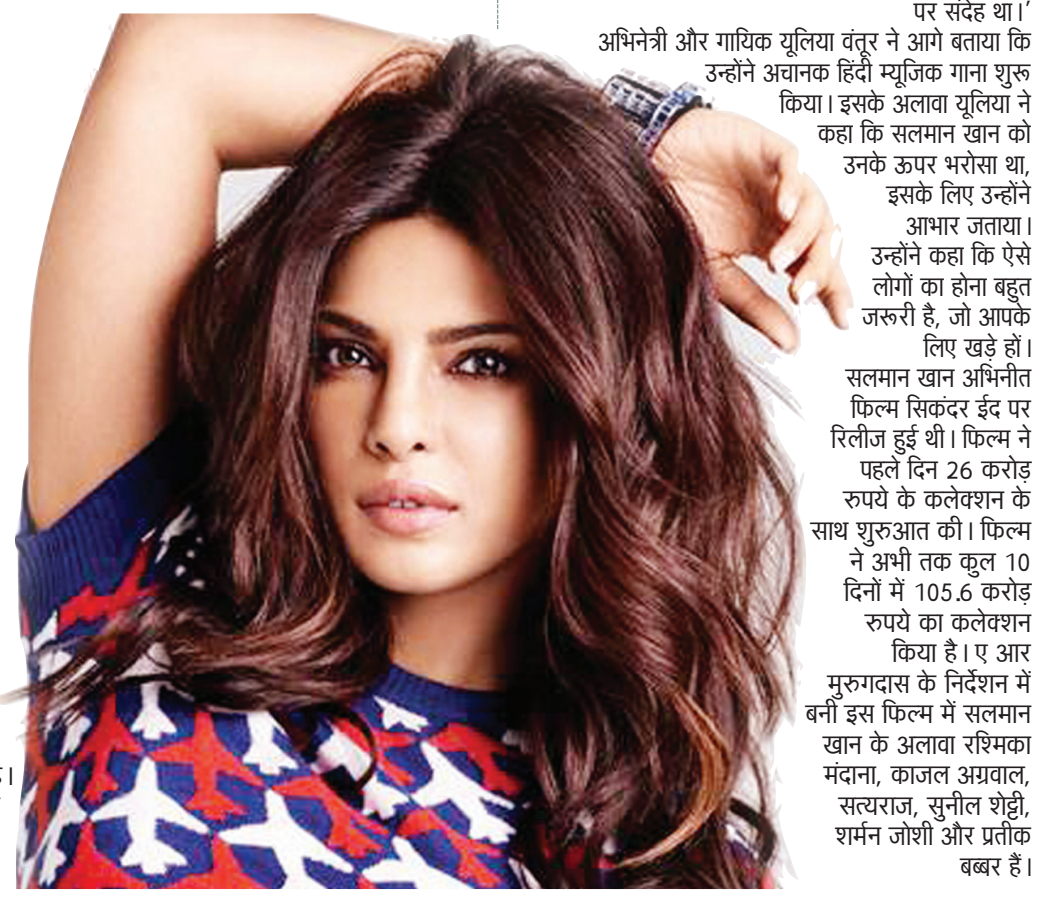 पर संदेह था।’
अभिनेत्री और गायिक यूलिया वंतूर ने आगे बताया कि
उन्होंने अचानक हिंदी म्यूजिक गाना शुरू
किया। इसके अलावा यूलिया ने
कहा कि सलमान खान को
उनके ऊपर भरोसा था,
इसके लिए उन्होंने
आभार जताया।
उन्होंने कहा कि ऐसे
लोगों का होना बहुत
जरूरी है, जो आपके
लिए खड़े हों।
सलमान खान अभिनीत
फिल्म सिकंदर ईद पर
रिलीज हुई थी। फिल्म ने
पहले दिन 26 करोड़
रुपये के कलेक्शन के
साथ शुरुआत की। फिल्म
ने अभी तक कुल 10
दिनों में 105.6 करोड़
रुपये का कलेक्शन
किया है। ए आर
मुरुगदास के निर्देशन में
बनी इस फिल्म में सलमान
खान के अलावा रश्मिका
मंदाना, काजल अग्रवाल,
सत्यराज, सुनील शेट्टी,
शर्मन जोशी और प्रतीक
बब्बर हैं।